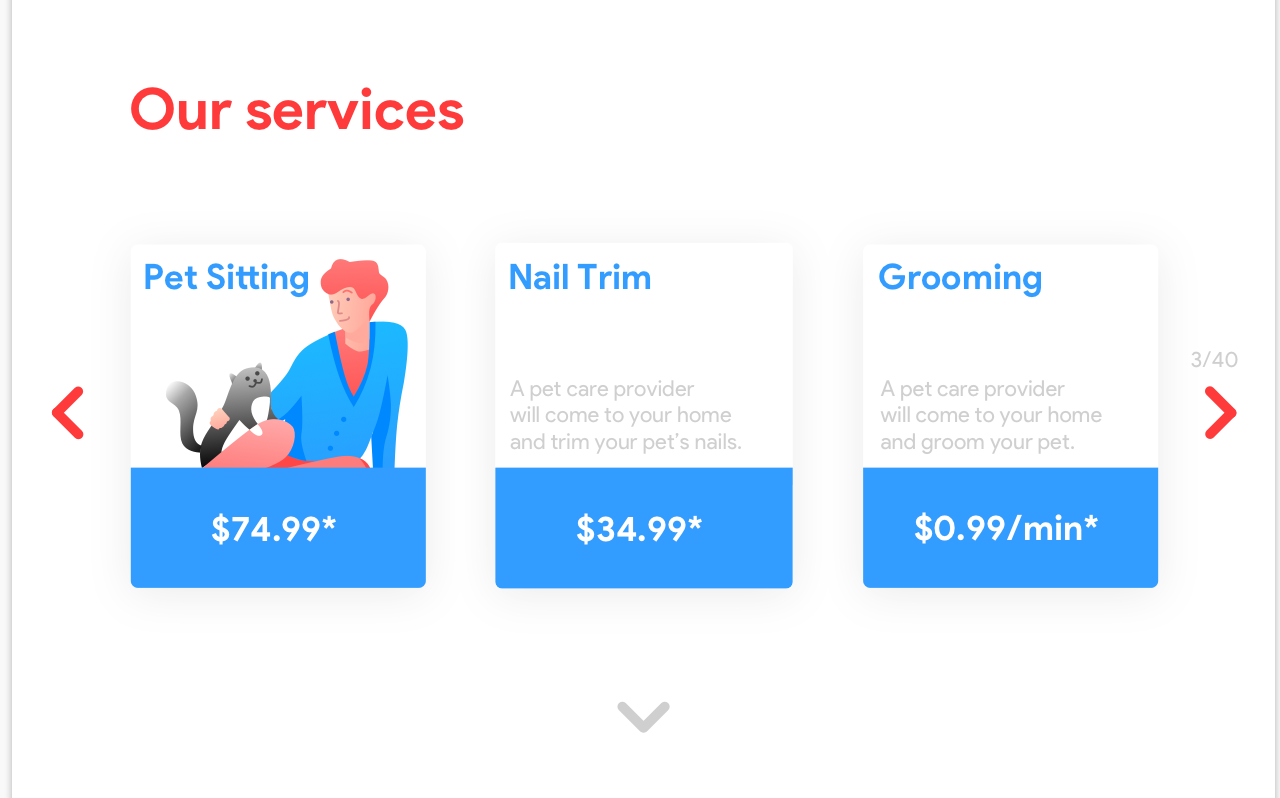 Our services
Pet Sitting
Nail Trim
Grooming
3/40
A pet care provider
will come to your home
and trim your pet's nails.
A pet care provider
will come to your home
and groom your pet.
$74.99*
$34.99*
$0.99/min*